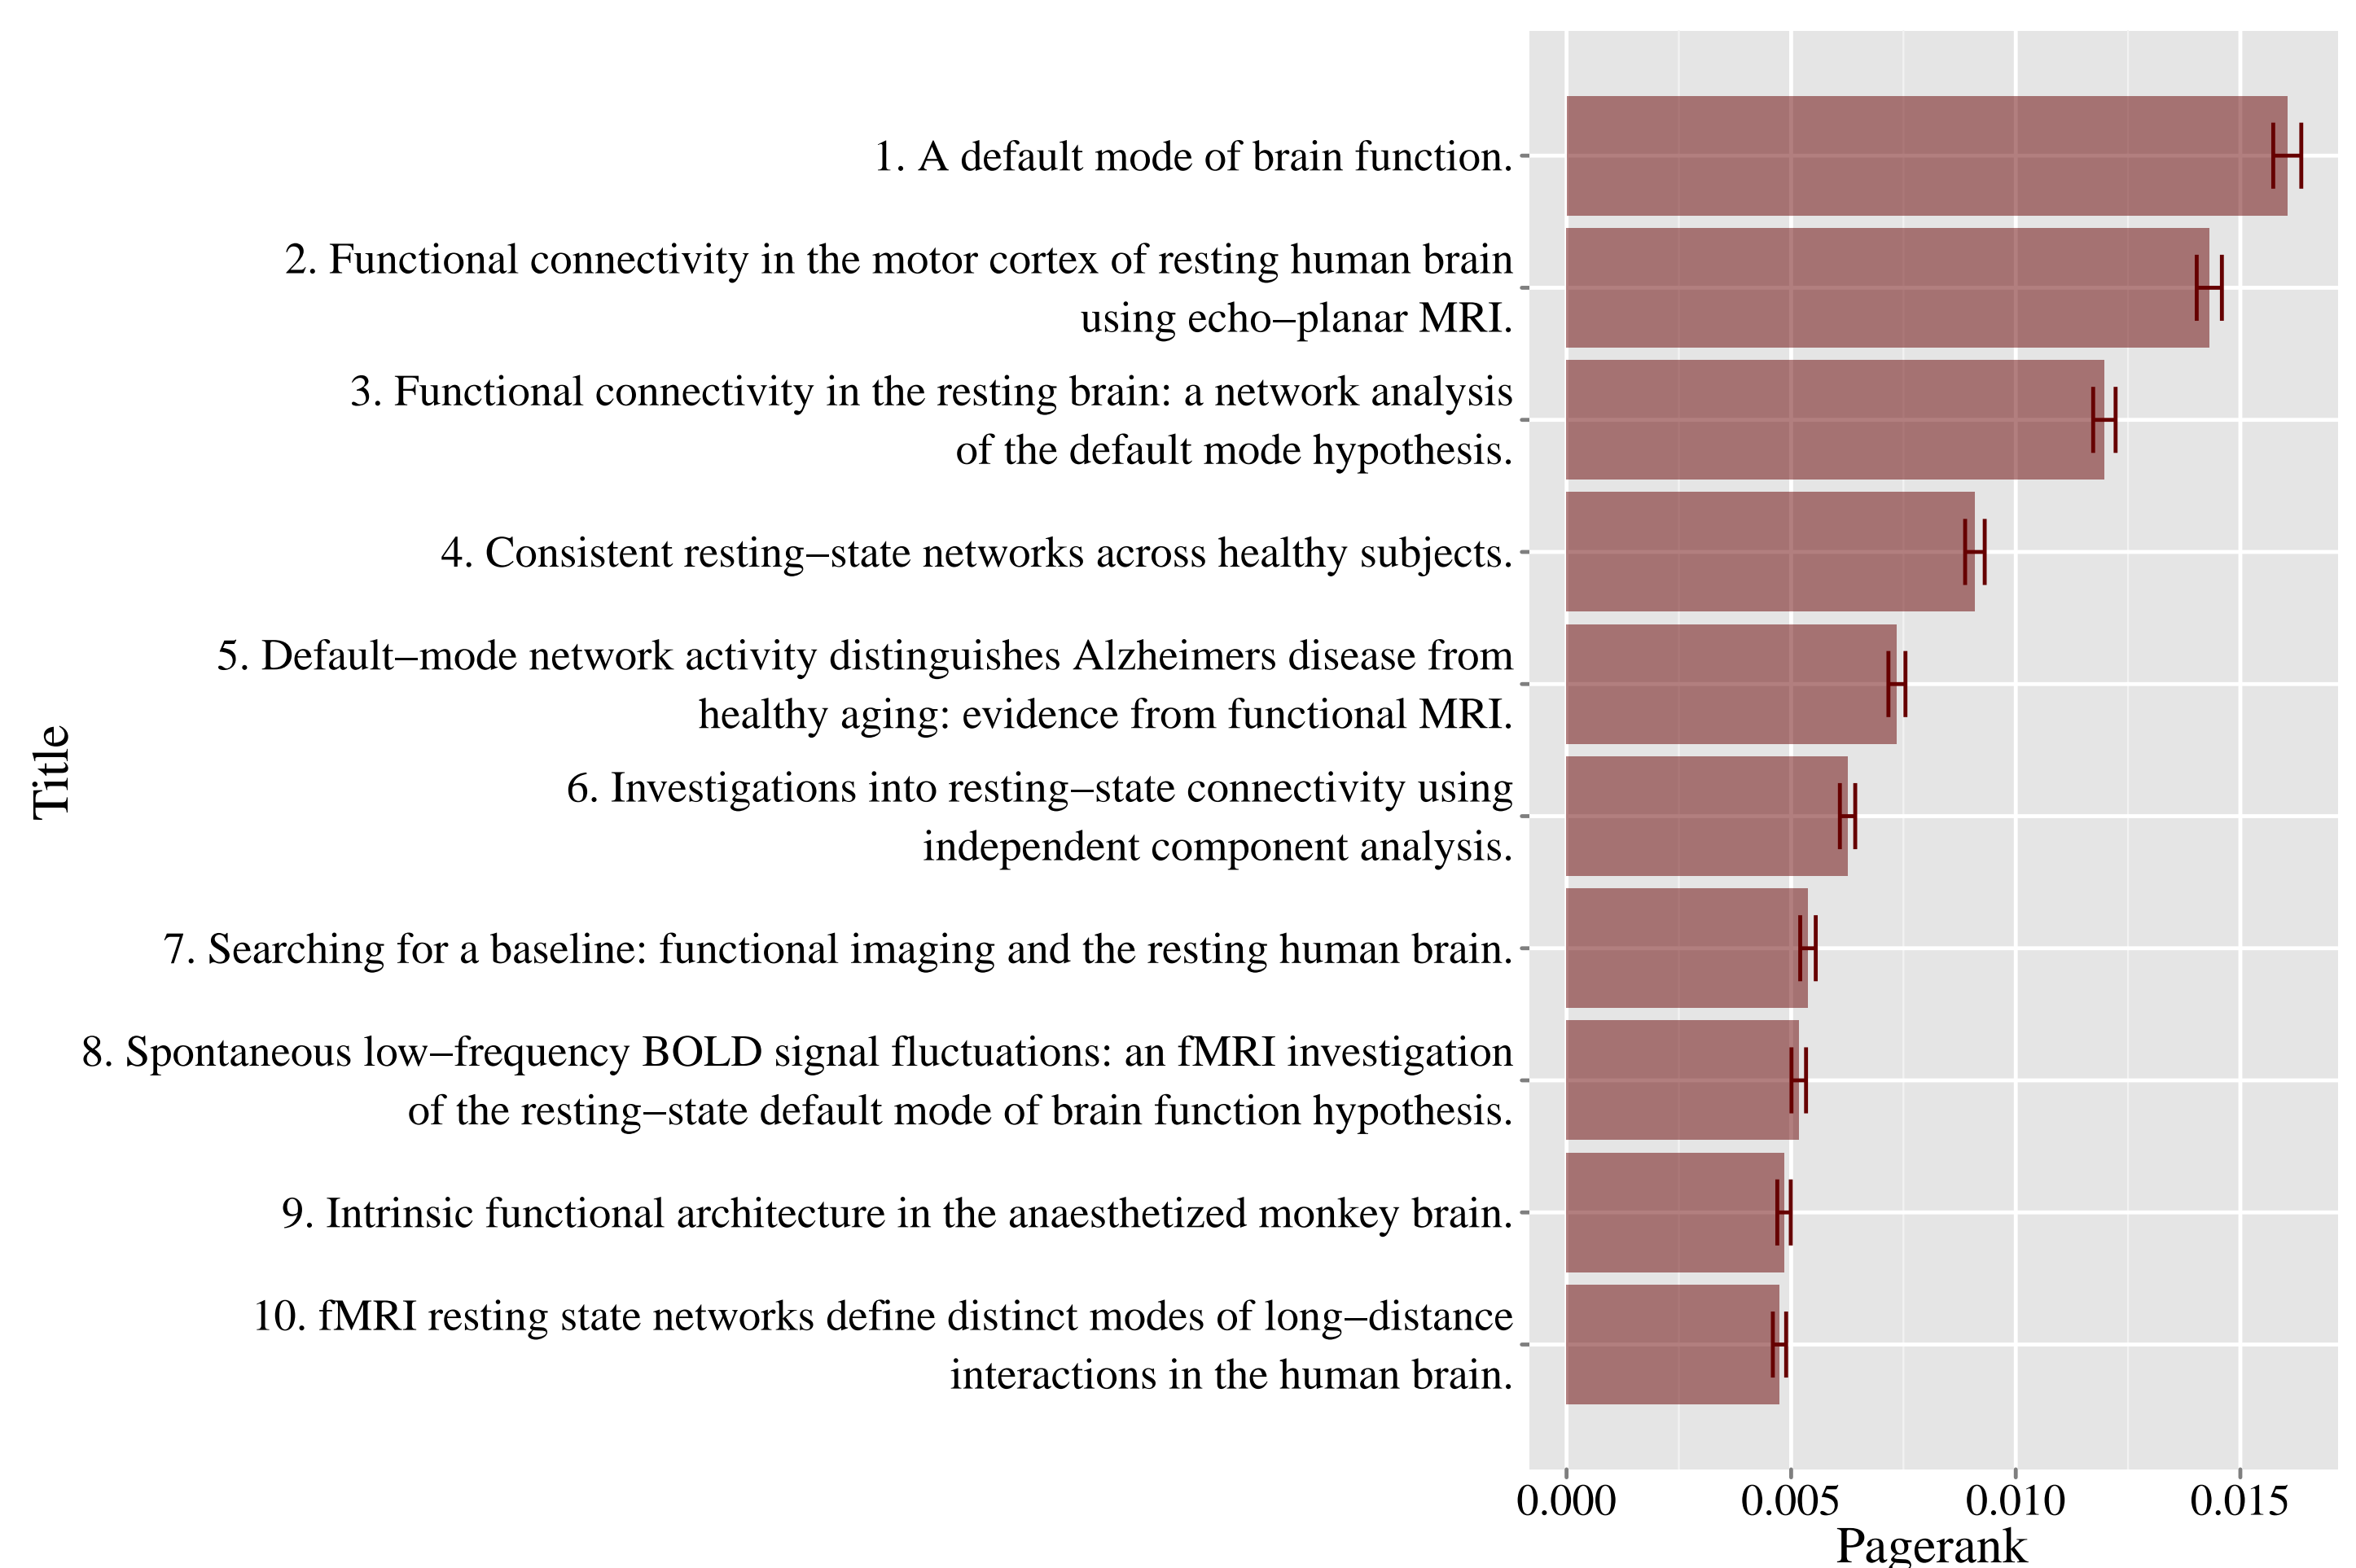 Title
1. A default mode of brain function.
2. Functional connectivity in the motor cortex of resting human brain
using echo−planar MRI.
3. Functional connectivity in the resting brain: a network analysis
of the default mode hypothesis.
4. Consistent resting−state networks across healthy subjects.
5. Default−mode network activity distinguishes Alzheimers disease from
healthy aging: evidence from functional MRI.
6. Investigations into resting−state connectivity using
independent component analysis.
7. Searching for a baseline: functional imaging and the resting human brain.
8. Spontaneous low−frequency BOLD signal fluctuations: an fMRI investigation
of the resting−state default mode of brain function hypothesis.
9. Intrinsic functional architecture in the anaesthetized monkey brain.
10. fMRI resting state networks define distinct modes of long−distance
interactions in the human brain.
0.000 0.005 0.010 0.015
Pagerank